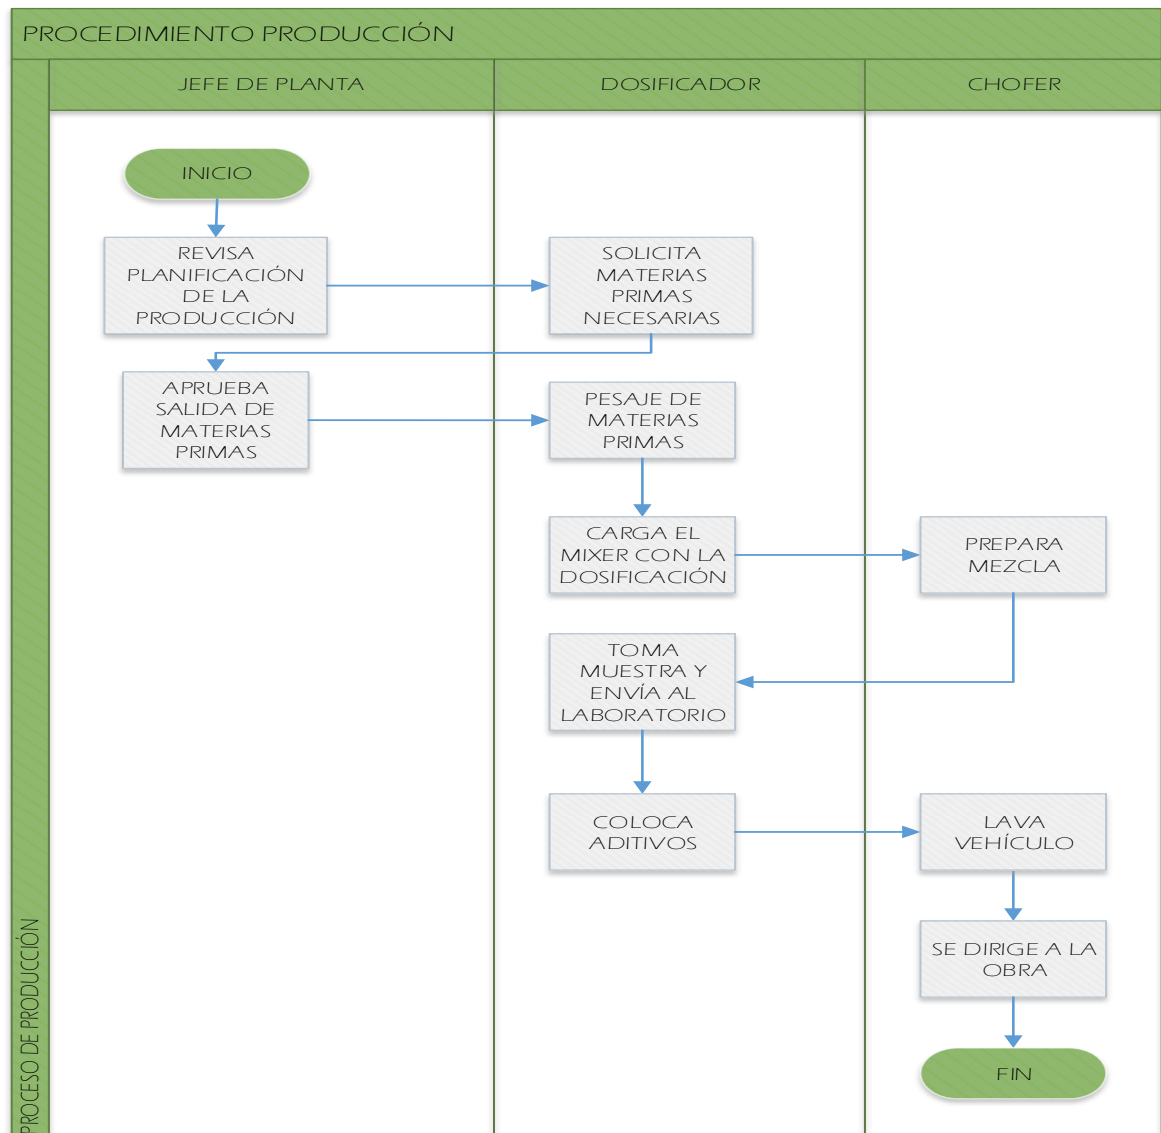 PROCEDIMIENTO PRODUCCIÓN
JEFE DE PLANTA
DOSIFICADOR
CHOFER
INICIO
REVISA
PLANIFICACIÓN
DE LA
PRODUCCIÓN
SOLICITA
MATERIAS
PRIMAS
NECESARIAS
APRUEBA
SALIDA DE
MATERIAS
PRIMAS
PESAJE DE
MATERIAS
PRIMAS
CARGA EL
MIXER CON LA
DOSIFICACIÓN
PREPARA
MEZCLA
TOMA
MUESTRA Y
ENVÍA AL
LABORATORIO
COLOCA
ADITIVOS
LAVA
VEHÍCULO
SE DIRIGE A LA
OBRA
FIN
PROCESO DE PRODUCCIÓN